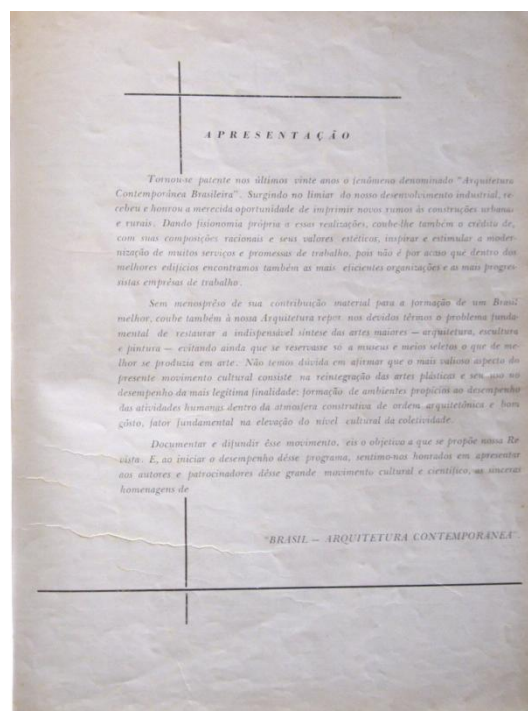 APRESENTAÇÃO
Tornou-se patente nos últimos vinte anos o fenômeno denominado "Arquitetura
Contemporânea Brasileira". Surgindo no limiar do nosso desenvolvimento industrial, re-
cebeu e honrou a merecida oportunidade de imprimir novos rumos às construções urbanas
e rurais. Dando fisionomia própria a essas realizações, coube-lhe também o crédito de,
com suas composições racionais e seus valores estéticos, inspirar e estimular a moder-
nização de muitos serviços e promessas de trabalho, pois não é por acaso que dentro dos
melhores edifícios encontramos também as mais eficientes organizações e as mais progres-
sistas emprêsas de trabalho.
Sem menosprêso de sua contribuição material para a formação de um Brasil
melhor, coube também à nossa Arquitetura repor nos devidos têrmos o problema funda-
mental de restaurar a indispensável síntese das artes maiores — arquitetura, escultura
e pintura — evitando ainda que se reservasse só a museus e meios seletos o que de me-
lhor se produzia em arte. Não temos dúvida em afirmar que o mais valioso aspecto do
presente movimento cultural consiste na reintegração das artes plásticas e seu uso no
desempenho da mais legítima finalidade: formação de ambientes propícios ao desempenho
das atividades humanas dentro da atmosfera construtiva de ordem arquitetônica e bom
gôsto, fator fundamental na elevação do nível cultural da coletividade.
Documentar e difundir êsse movimento, eis o objetivo a que se propõe nossa Re-
vista. E, ao iniciar o desempenho dêsse programa, sentimo-nos honrados em apresentar
aos autores e patrocinadores dêsse grande movimento cultural e científico, as sinceras
homenagens de
"BRASIL — ARQUITETURA CONTEMPORÂNEA"